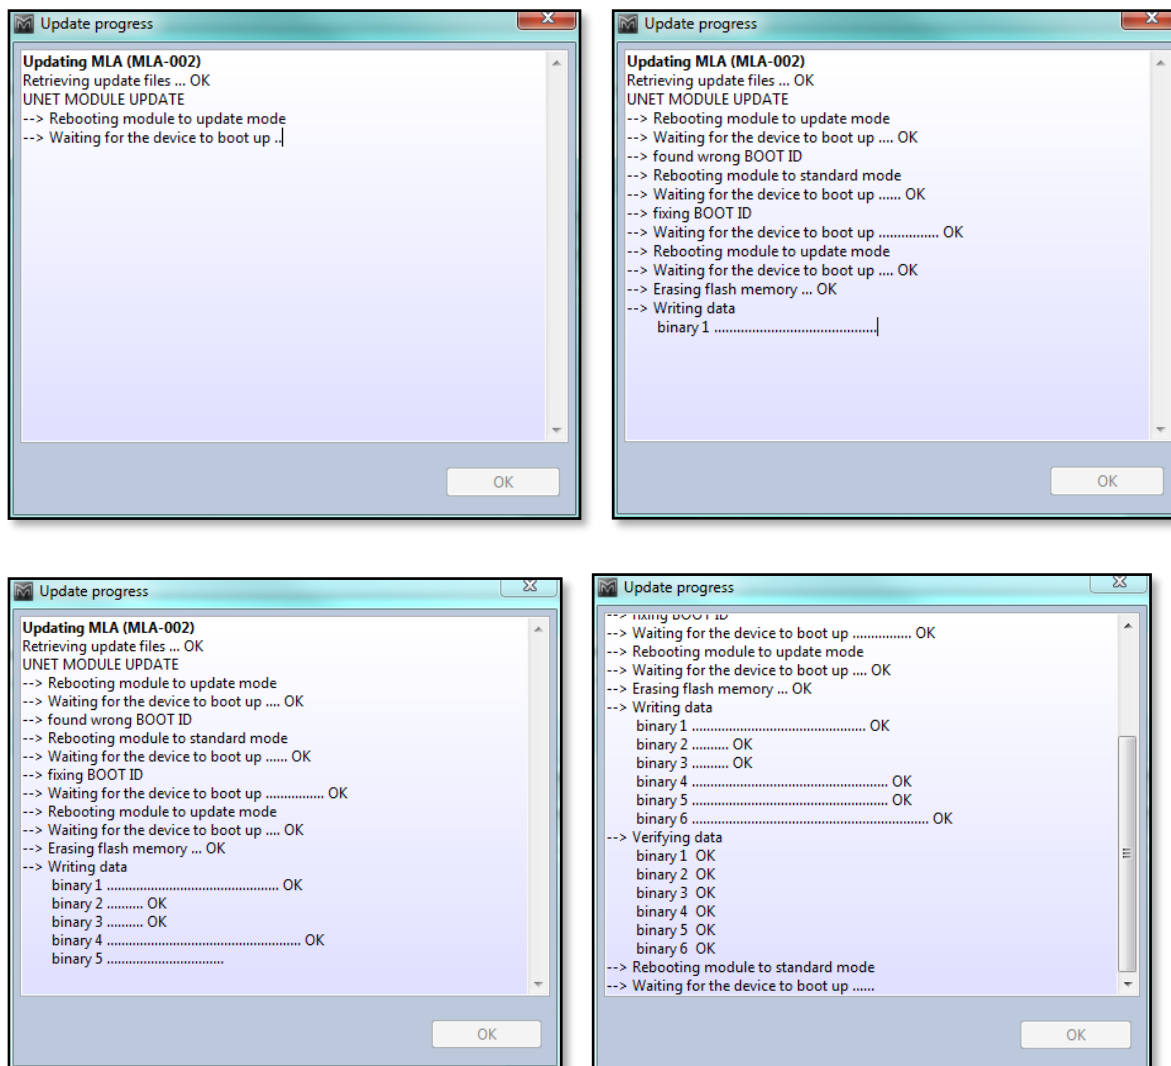 Update progress
Updating MLA (MLA-002)
Retrieving update files ... OK
UNET MODULE UPDATE
--> Rebooting module to update mode
--> Waiting for the device to boot up ..
OK
Update progress
Updating MLA (MLA-002)
Retrieving update files ... OK
UNET MODULE UPDATE
--> Rebooting module to update mode
--> Waiting for the device to boot up .... OK
--> found wrong BOOT ID
--> Rebooting module to standard mode
--> Waiting for the device to boot up ...... OK
--> fixing BOOT ID
--> Waiting for the device to boot up ................ OK
--> Rebooting module to update mode
--> Waiting for the device to boot up .... OK
--> Erasing flash memory ... OK
--> Writing data
binary 1 ...........................................
OK
Update progress
Updating MLA (MLA-002)
Retrieving update files ... OK
UNET MODULE UPDATE
--> Rebooting module to update mode
--> Waiting for the device to boot up .... OK
--> found wrong BOOT ID
--> Rebooting module to standard mode
--> Waiting for the device to boot up ...... OK
--> fixing BOOT ID
--> Waiting for the device to boot up ................ OK
--> Rebooting module to update mode
--> Waiting for the device to boot up .... OK
--> Erasing flash memory ... OK
--> Writing data
binary 1 ............................................... OK
binary 2 .......... OK
binary 3 .......... OK
binary 4 ..................................................... OK
binary 5 ................................
OK
Update progress
--> fixing BOOT ID
--> Waiting for the device to boot up ................ OK
--> Rebooting module to update mode
--> Waiting for the device to boot up .... OK
--> Erasing flash memory ... OK
--> Writing data
binary 1 ............................................... OK
binary 2 .......... OK
binary 3 .......... OK
binary 4 ..................................................... OK
binary 5 ..................................................... OK
binary 6 ................................................................ OK
--> Verifying data
binary 1 OK
binary 2 OK
binary 3 OK
binary 4 OK
binary 5 OK
binary 6 OK
--> Rebooting module to standard mode
--> Waiting for the device to boot up ......
OK